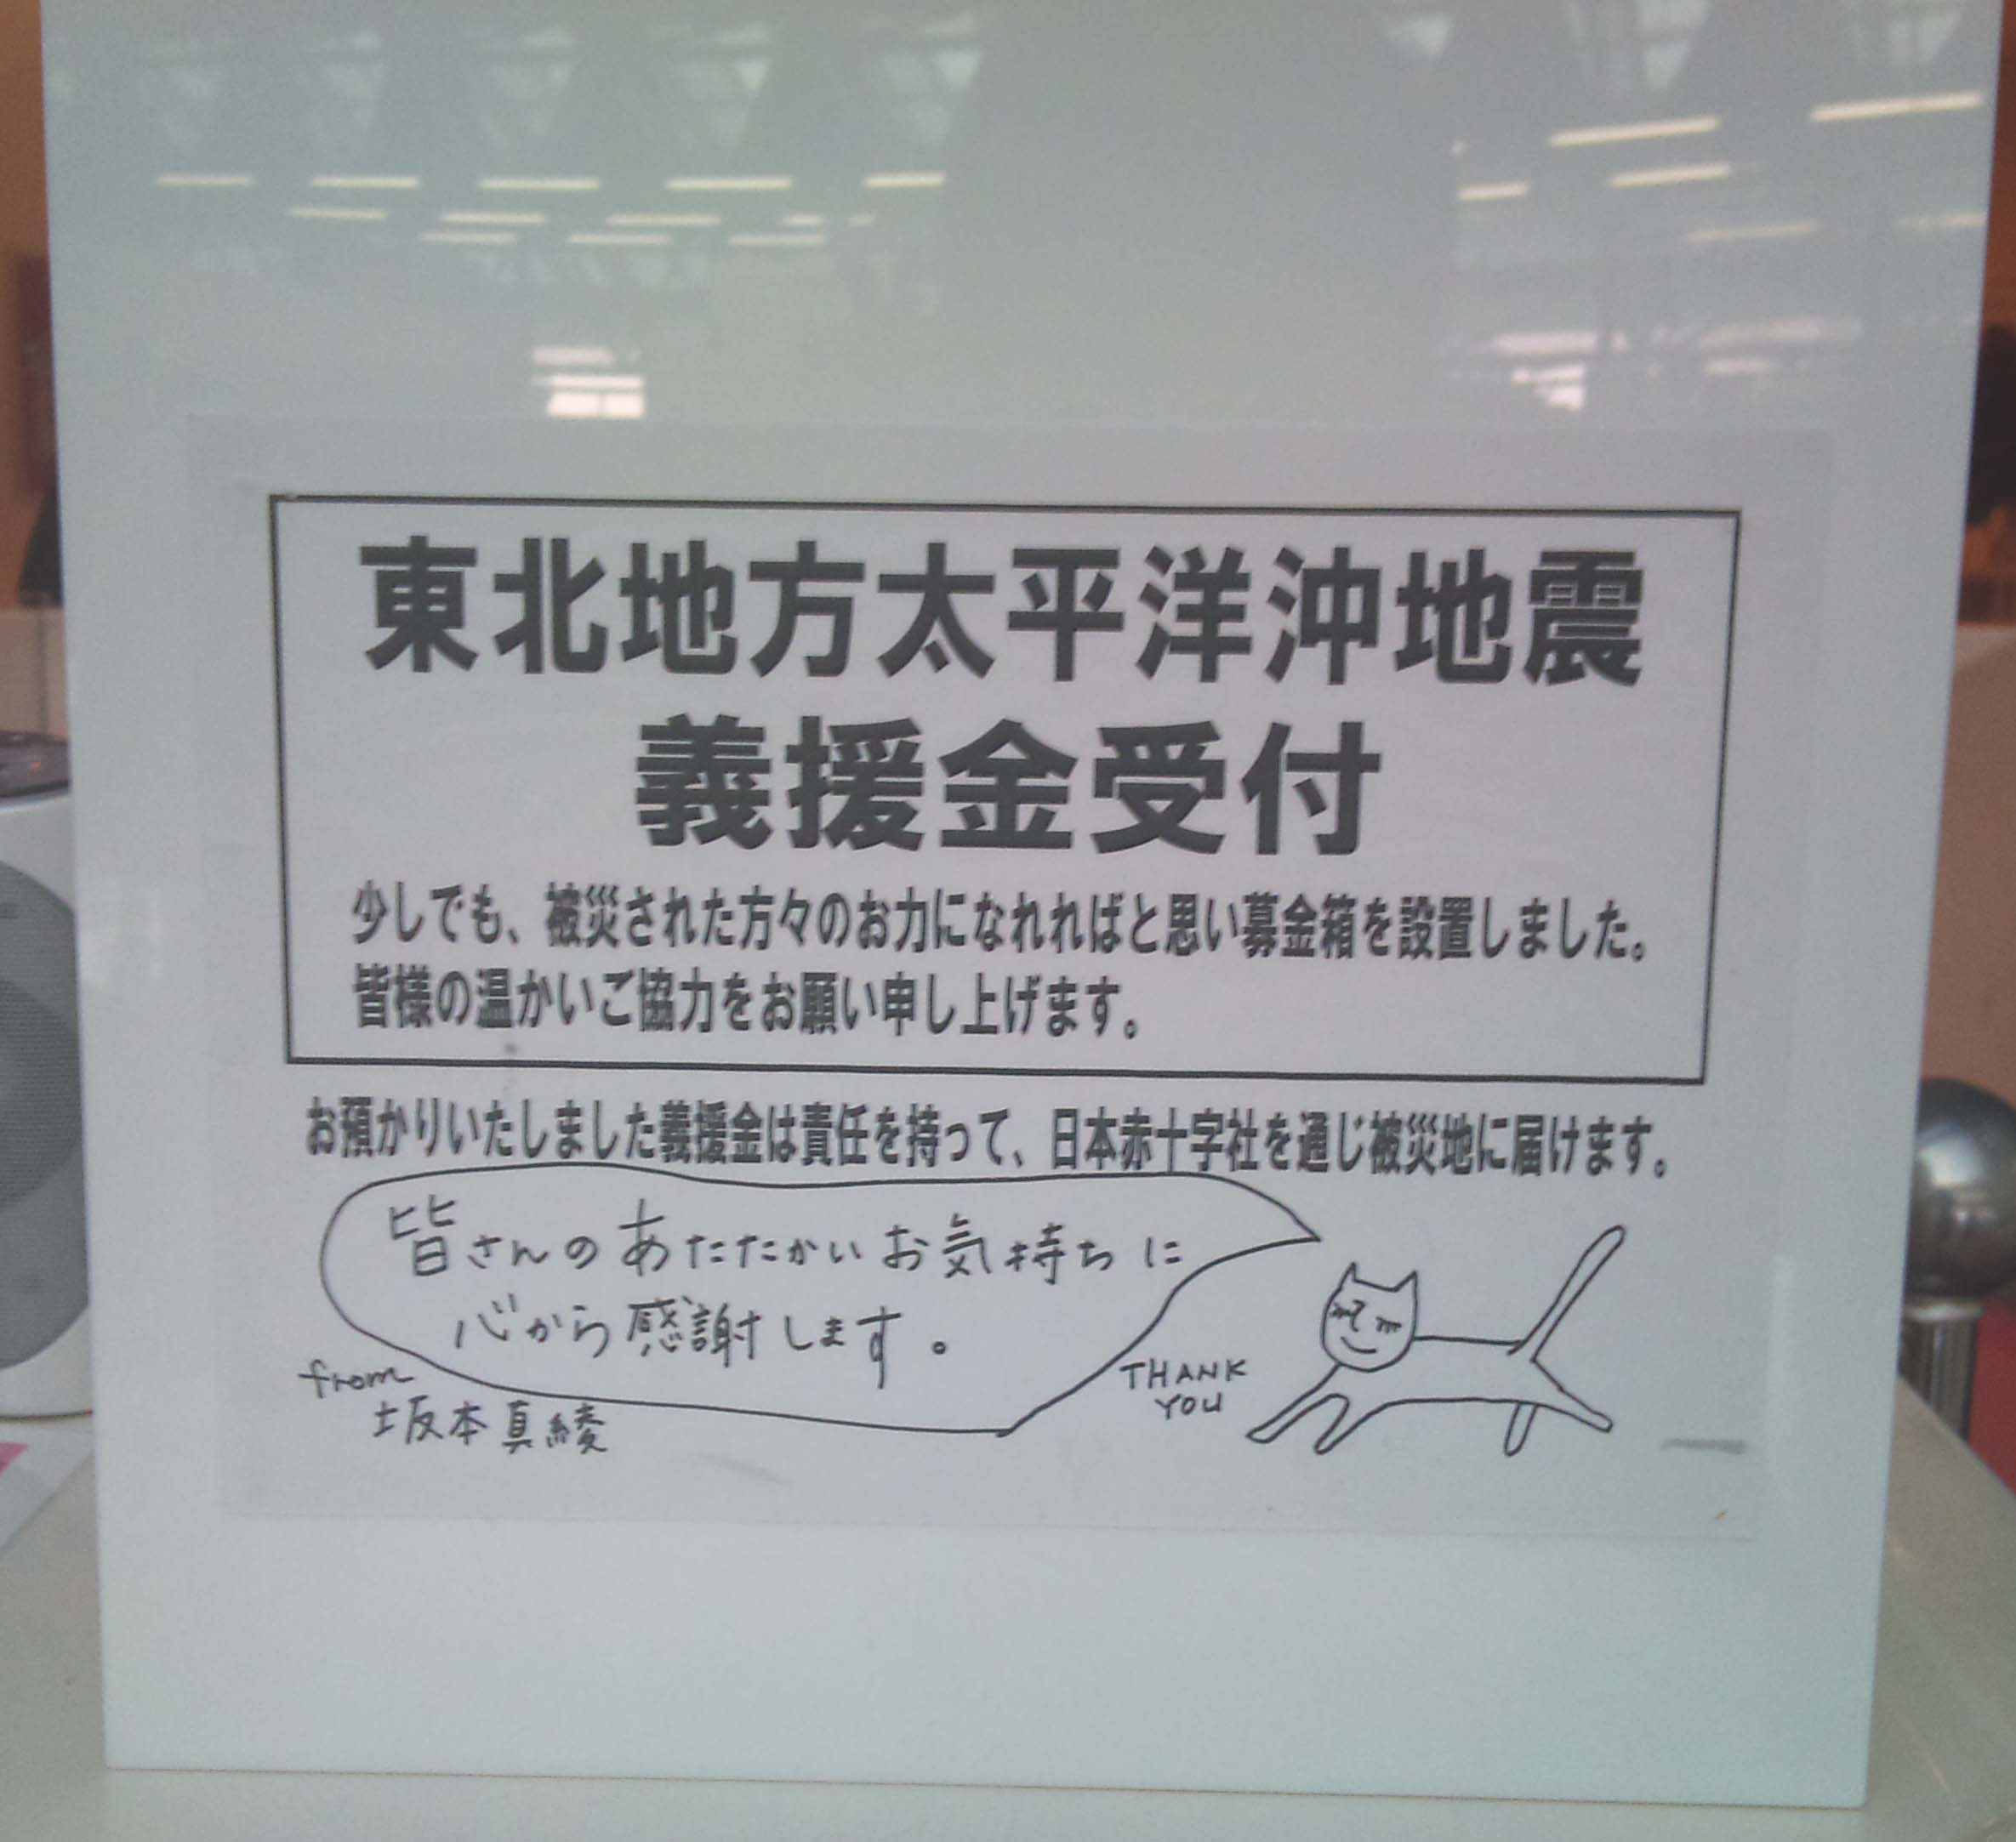 東北地方太平洋沖地震
義援金受付
少しでも、被災された方々のお力になれればと思い募金箱を設置しました。
皆様の温かいご協力をお願い申し上げます。
お預かりいたしました義援金は責任を持って、日本赤十字社を通じ被災地に届けます。
皆さんのあたたかいお気持ちに
心から感謝します。
from
坂本真綾
THANK
YOU